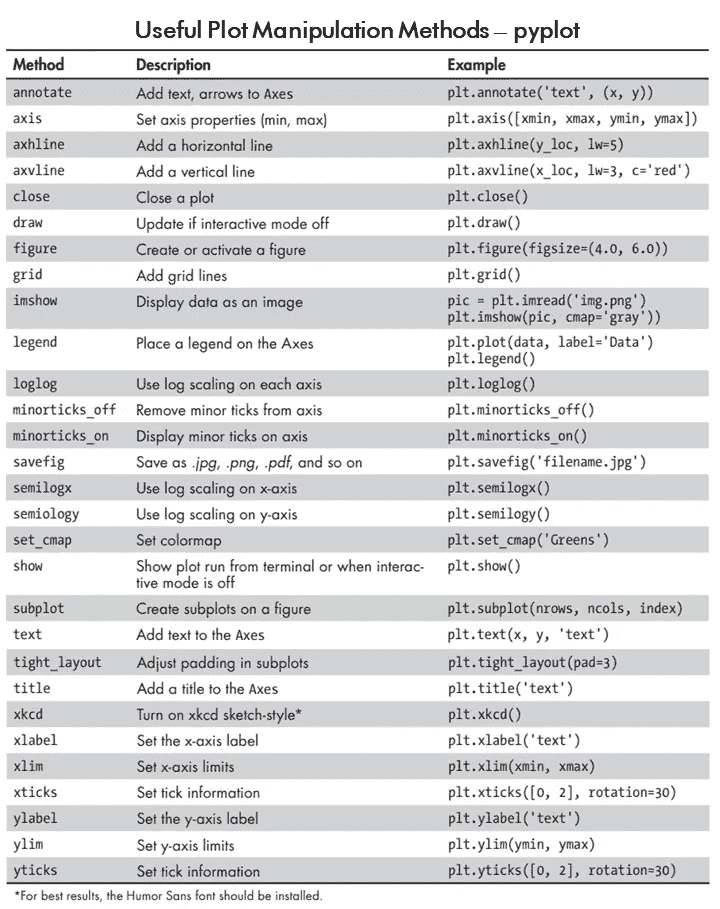 Useful Plot Manipulation Methods – pyplot
Method Description Example
annotate Add text, arrows to Axes plt.annotate('text', (x, y))
axis Set axis properties (min, max) plt.axis([xmin, xmax, ymin, ymax])
axhline Add a horizontal line plt.axhline(y_loc, lw=5)
axvline Add a vertical line plt.axvline(x_loc, lw=3, c='red')
close Close a plot plt.close()
draw Update if interactive mode off plt.draw()
figure Create or activate a figure plt.figure(figsize=(4.0, 6.0))
grid Add grid lines plt.grid()
imshow Display data as an image pic = plt.imread('img.png')
plt.imshow(pic, cmap='gray'))
legend Place a legend on the Axes plt.plot(data, label='Data')
plt.legend()
loglog Use log scaling on each axis plt.loglog()
minorticks_off Remove minor ticks from axis plt.minorticks_off()
minorticks_on Display minor ticks on axis plt.minorticks_on()
savefig Save as .jpg, .png, .pdf, and so on plt.savefig('filename.jpg')
semilogx Use log scaling on x-axis plt.semilogx()
semiology Use log scaling on y-axis plt.semilogy()
set_cmap Set colormap plt.set_cmap('Greens')
show Show plot run from terminal or when interac- plt.show()
tive mode is off
subplot Create subplots on a figure plt.subplot(nrows, ncols, index)
text Add text to the Axes plt.text(x, y, 'text')
tight_layout Adjust padding in subplots plt.tight_layout(pad=3)
title Add a title to the Axes plt.title('text')
xkcd Turn on xkcd sketch-style* plt.xkcd()
xlabel Set the x-axis label plt.xlabel('text')
xlim Set x-axis limits plt.xlim(xmin, xmax)
xticks Set tick information plt.xticks([0, 2], rotation=30)
ylabel Set the y-axis label plt.ylabel('text')
ylim Set y-axis limits plt.ylim(ymin, ymax)
yticks Set tick information plt.yticks([0, 2], rotation=30)
*For best results, the Humor Sans font should be installed.